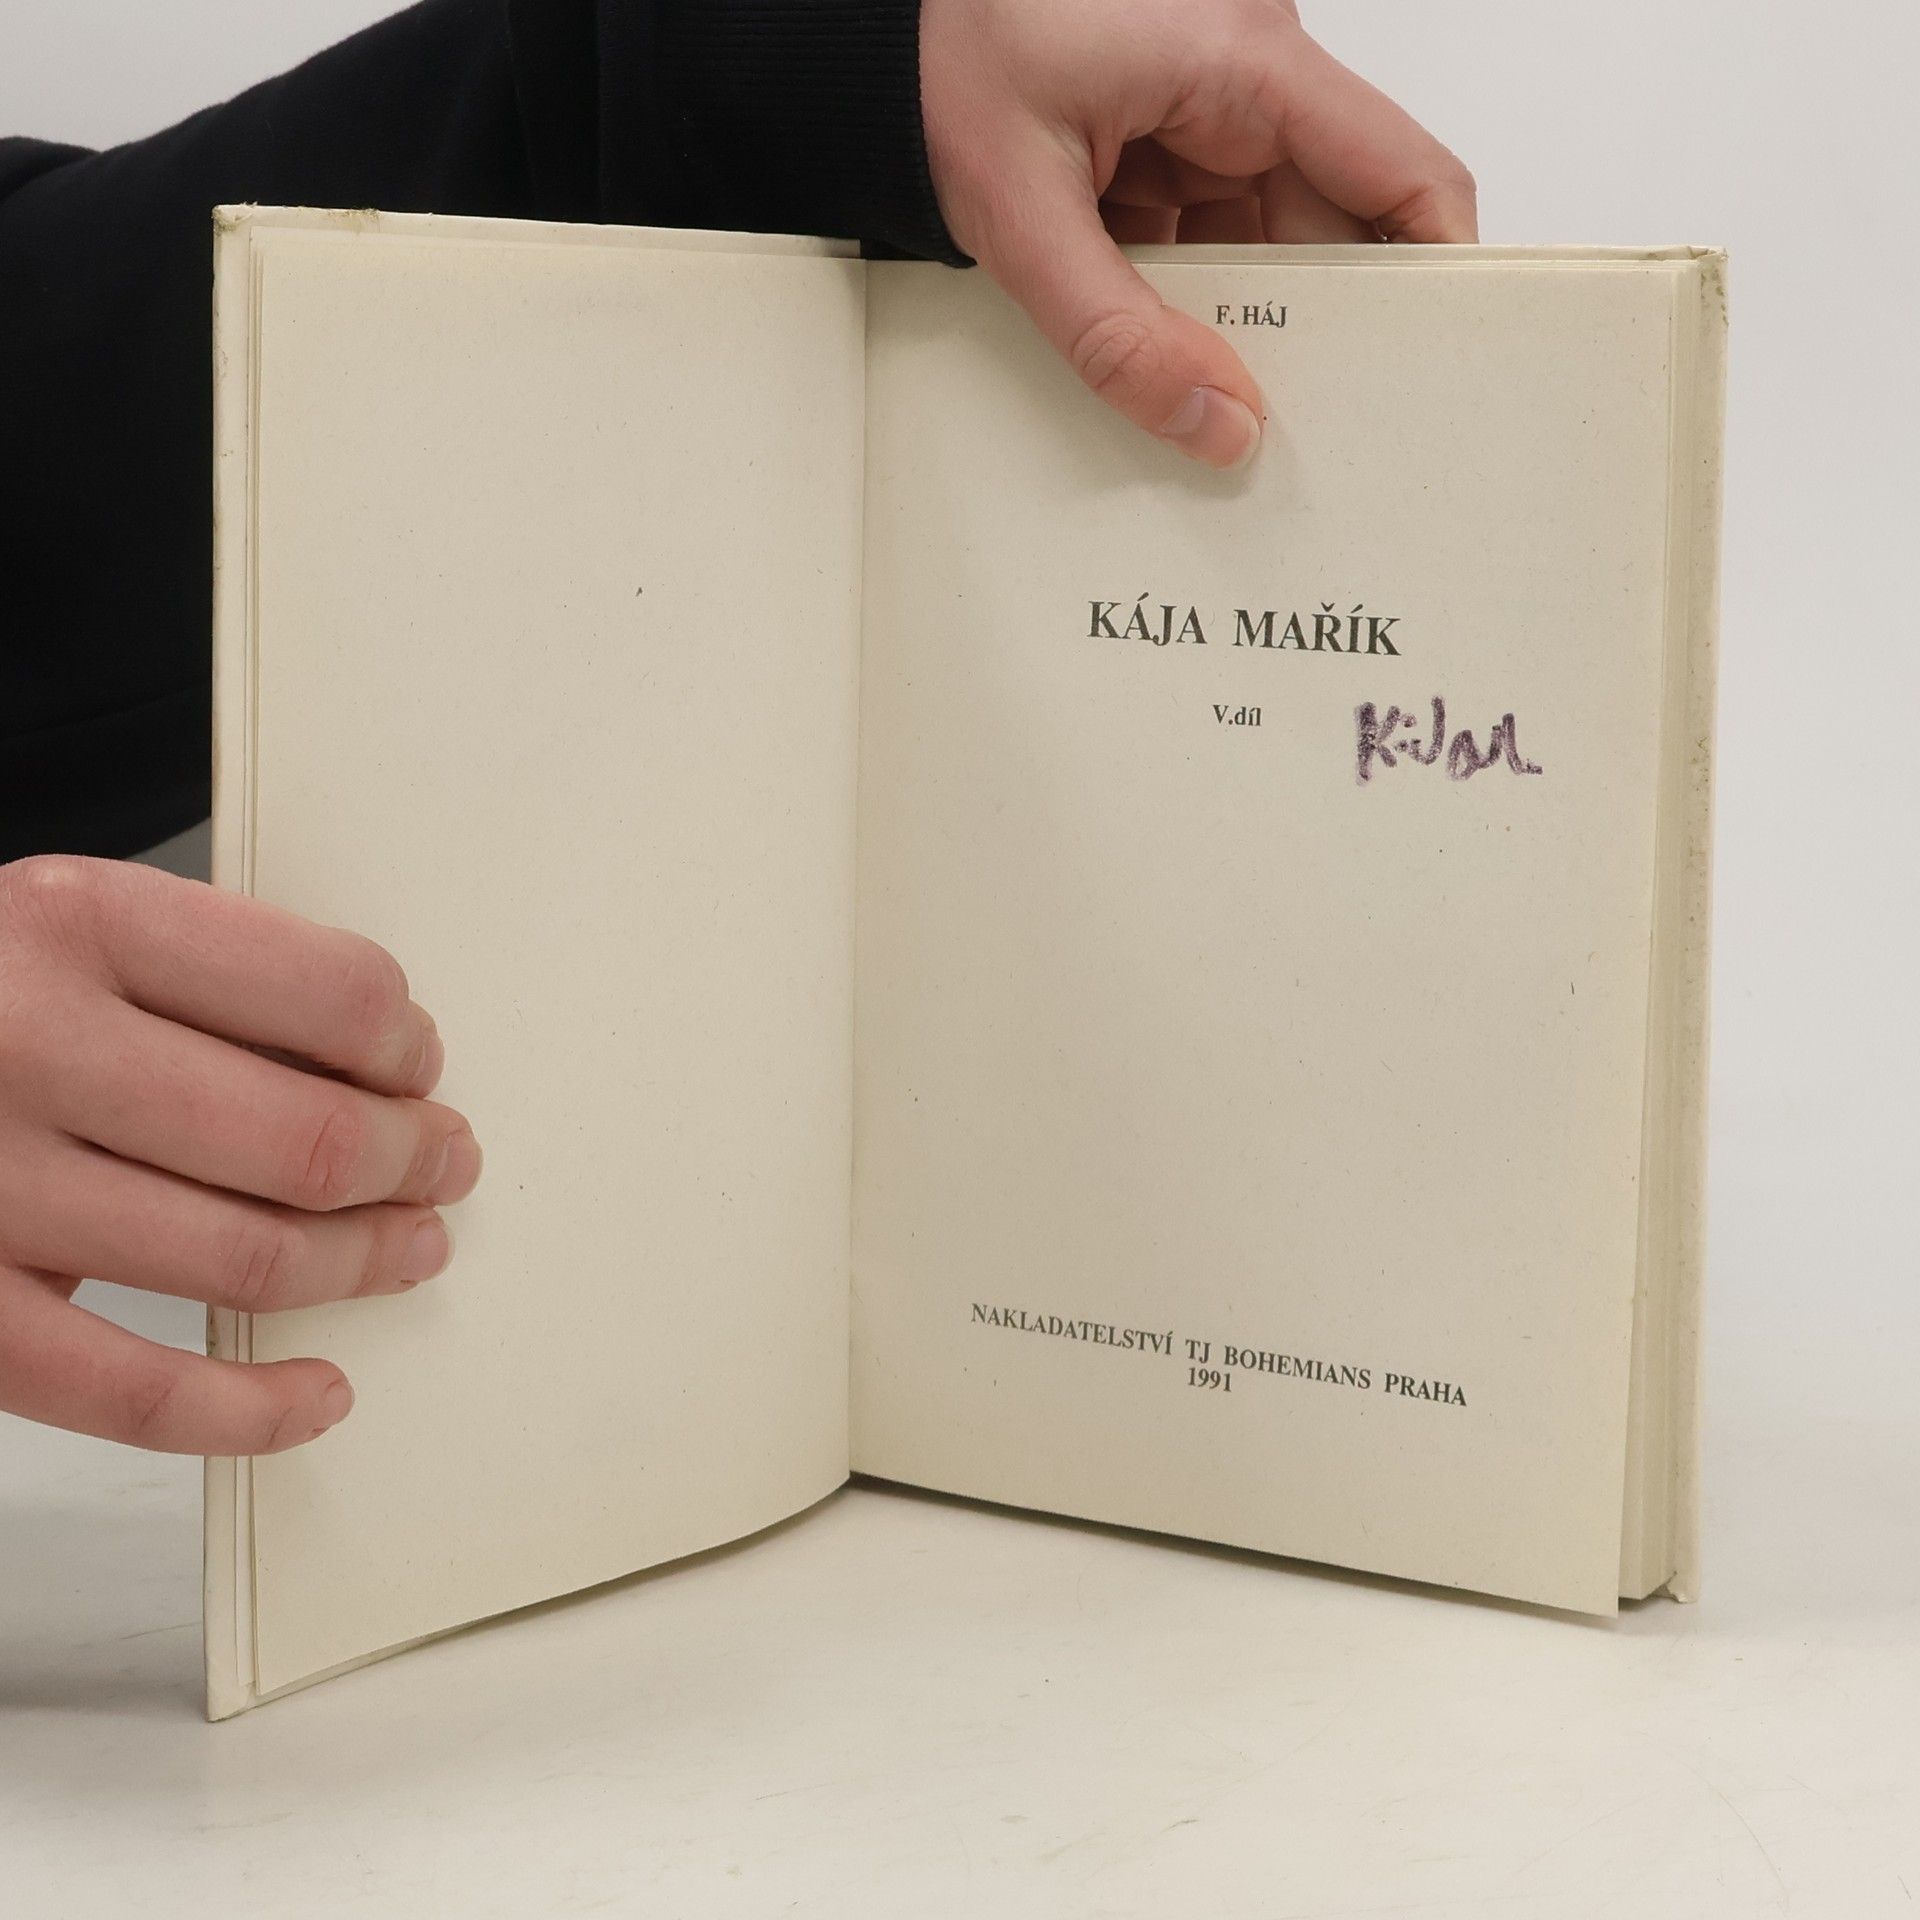 F. HÁJ
KÁJA MAŘÍK
V.díl
NAKLADATELSTVÍ TJ BOHEMIANS PRAHA
1991